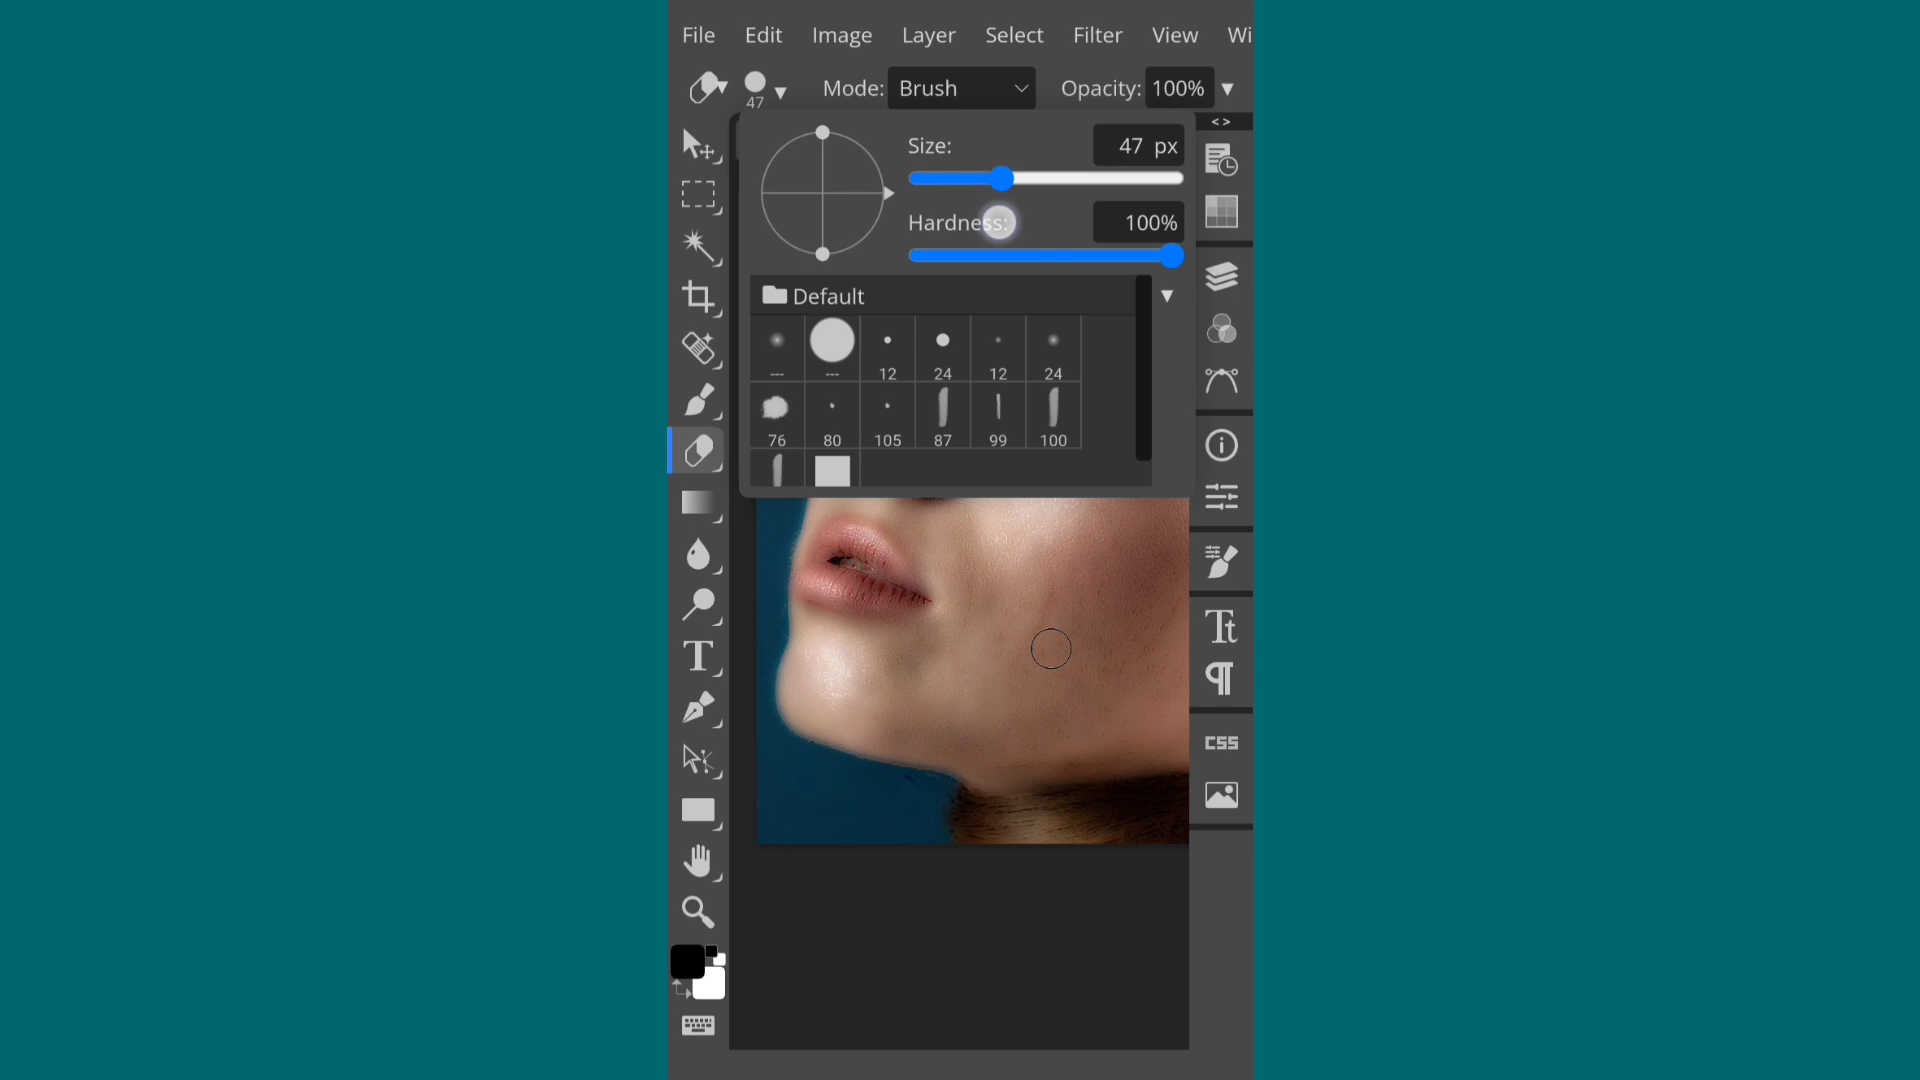 File Edit Image Layer Select Filter View Wi
47 Mode: Brush Opacity: 100%
< >
Size: 47 px
Hardness: 100%
Default
--- --- 12 24 12 24
76 80 105 87 99 100
T
Tt
¶
CSS